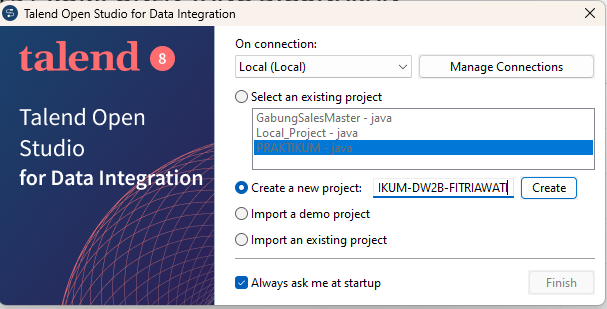 Talend Open Studio for Data Integration
talend 8
Talend Open
Studio
for Data Integration
On connection:
Local (Local)
Manage Connections
Select an existing project
GabungSalesMaster - java
Local_Project - java
PRAKTIKUM - java
Create a new project:
IKUM-DW2B-FITRIAWATI
Create
Import a demo project
Import an existing project
Always ask me at startup
Finish